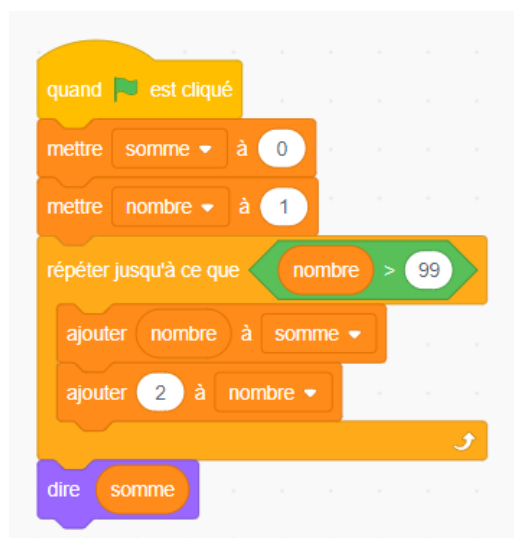 quand est cliqué
mettre somme à 0
mettre nombre à 1
répéter jusqu'à ce que nombre > 99
ajouter nombre à somme
ajouter 2 à nombre
dire somme